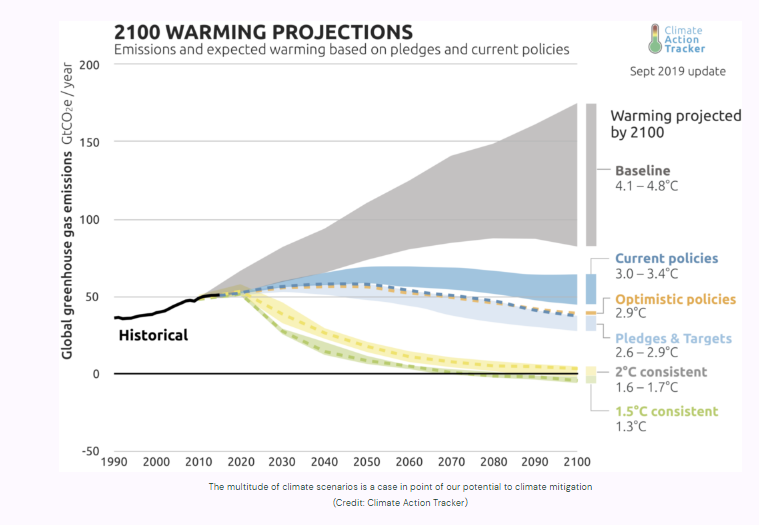 2100 WARMING PROJECTIONS
Emissions and expected warming based on pledges and current policies
Climate
Action
Tracker
Sept 2019 update
Global greenhouse gas emissions GtCO₂e / year
200
150
100
50
0
-50
Historical
1990 2000 2010 2020 2030 2040 2050 2060 2070 2080 2090 2100
Warming projected
by 2100
Baseline
4.1 – 4.8°C
Current policies
3.0 – 3.4°C
Optimistic policies
2.9°C
Pledges & Targets
2.6 – 2.9°C
2°C consistent
1.6 – 1.7°C
1.5°C consistent
1.3°C
The multitude of climate scenarios is a case in point of our potential to climate mitigation
(Credit: Climate Action Tracker)